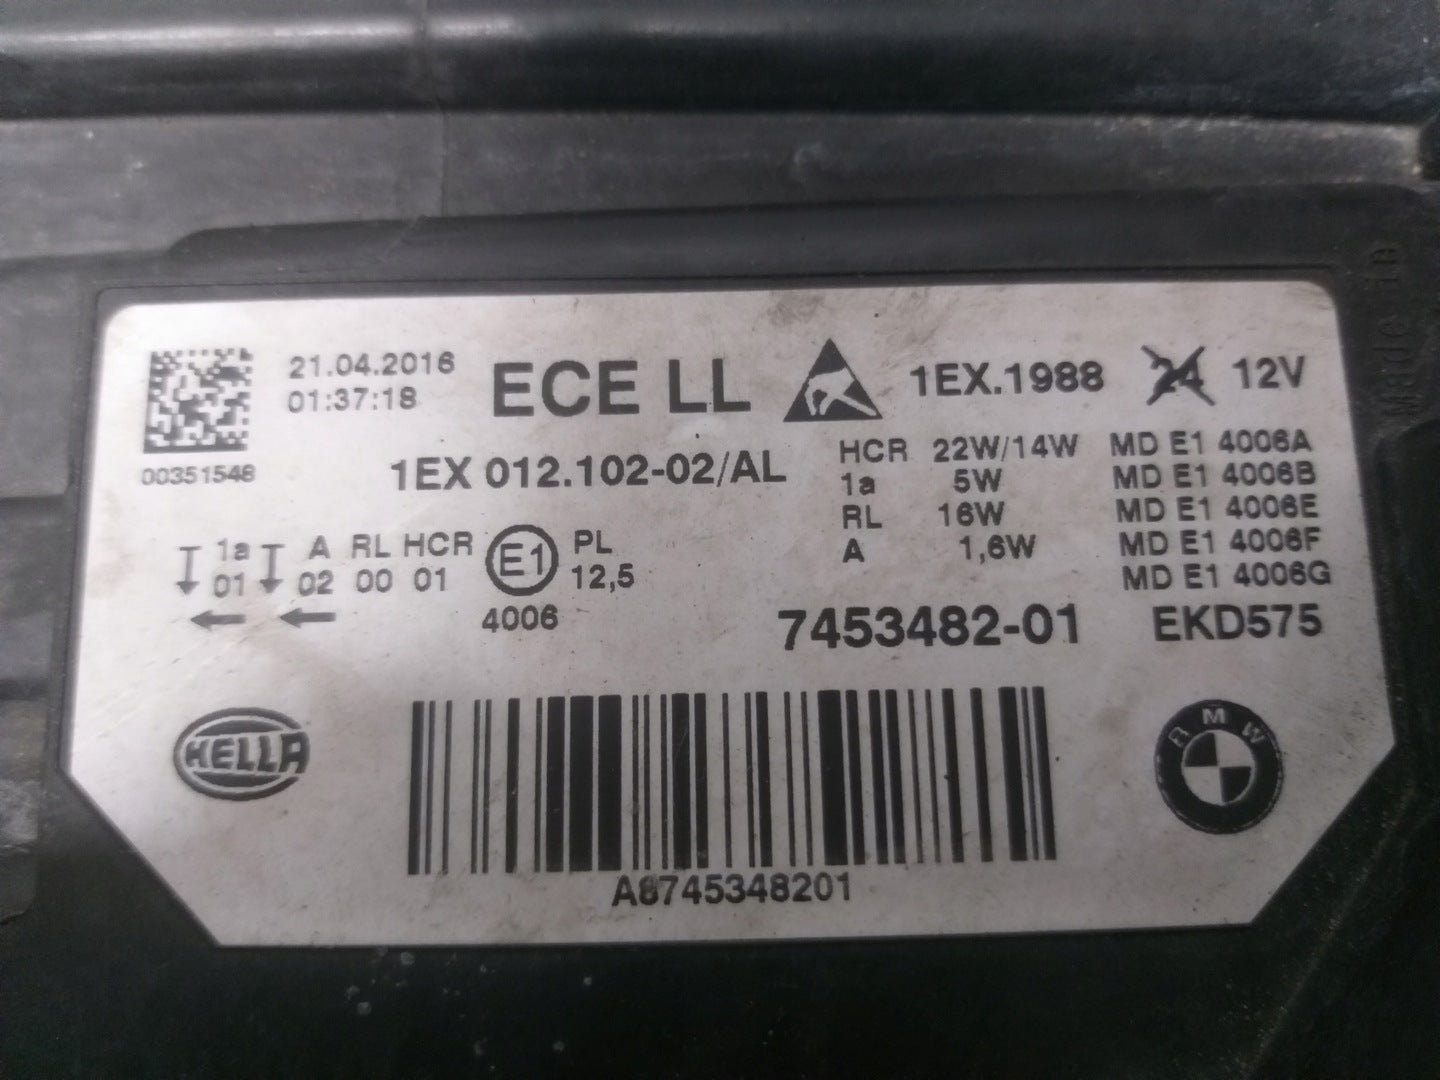 Made in
21.04.2016
01:37:18
ECE LL
1EX.1988
24 12V
00351548
1EX 012.102-02/AL
HCR 22W/14W MD E1 4006A
1a 5W MD E1 4006B
RL 16W MD E1 4006E
A 1,6W MD E1 4006F
MD E1 4006G
1a A RL HCR E1 PL
01 02 00 01 12,5
4006
7453482-01 EKD575
HELLA
BMW
A8745348201